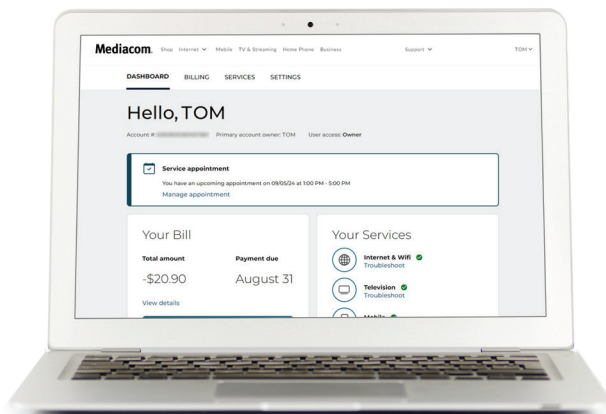 Mediacom Shop Internet Mobile TV & Streaming Home Phone Business Support TOM
DASHBOARD BILLING SERVICES SETTINGS
Hello, TOM
Account #: Primary account owner: TOM User access: Owner
Service appointment
You have an upcoming appointment on 09/05/24 at 1:00 PM - 5:00 PM
Manage appointment
Your Bill
Total amount Payment due
-$20.90 August 31
View details
Your Services
Internet & Wifi
Troubleshoot
Television
Troubleshoot
Mobile